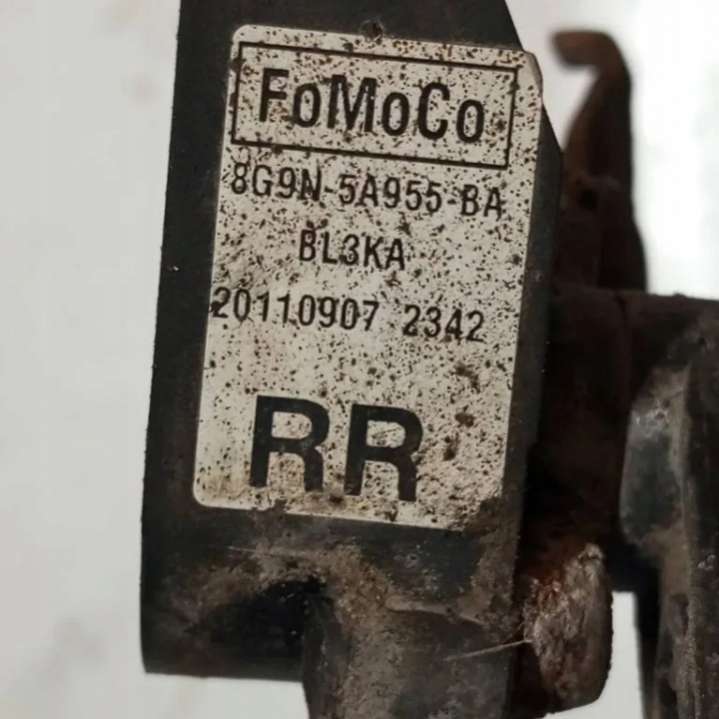 FoMoCo
8G9N-5A955-BA
BL3KA
20110907 2342
RR